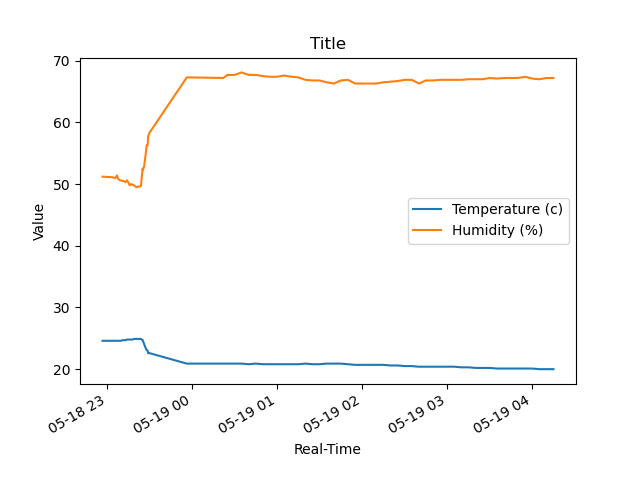 Title
70
60
50
40
30
20
Value
Temperature (c)
Humidity (%)
05-18 23
05-19 00
05-19 01
05-19 02
05-19 03
05-19 04
Real-Time